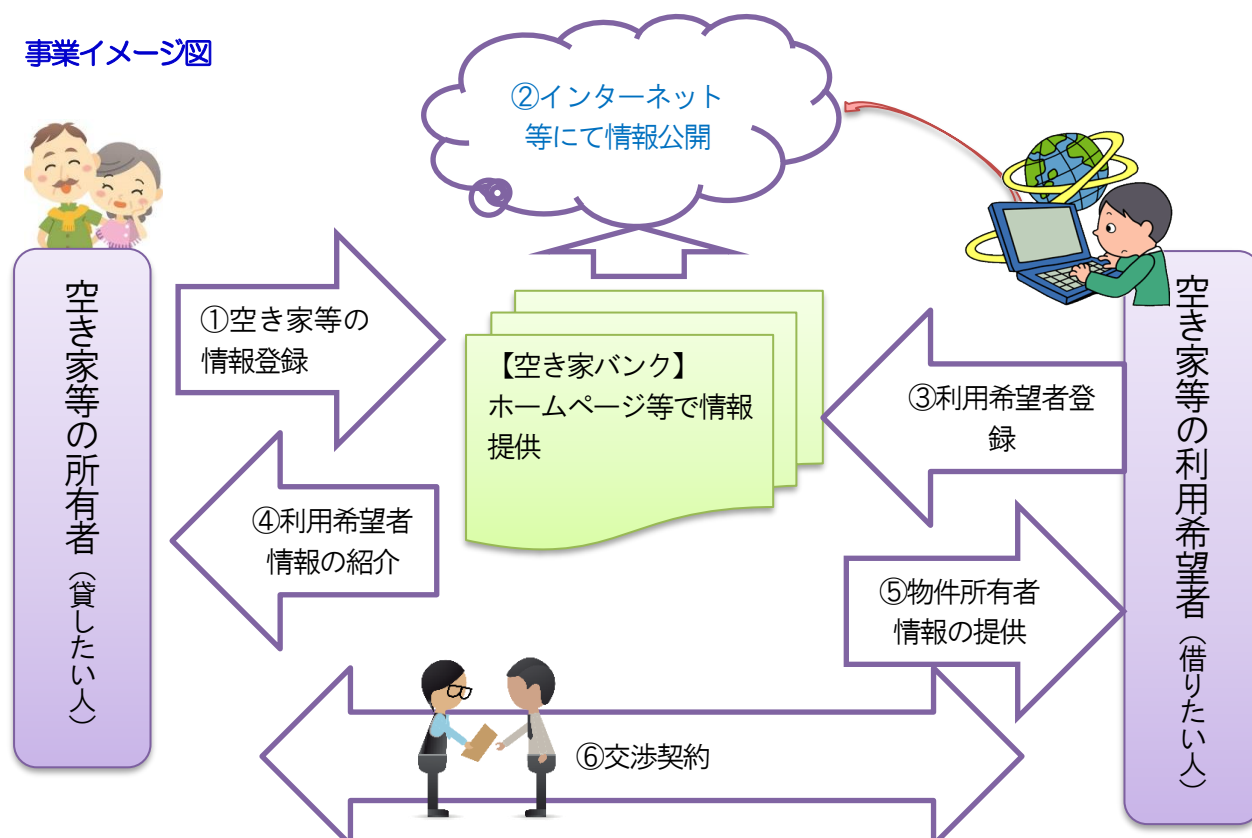 事業イメージ図
②インターネット
等にて情報公開
空き家等の所有者（貸したい人）
①空き家等の
情報登録
【空き家バンク】
ホームページ等で情報
提供
③利用希望者登
録
空き家等の利用希望者（借りたい人）
④利用希望者
情報の紹介
⑤物件所有者
情報の提供
⑥交渉契約